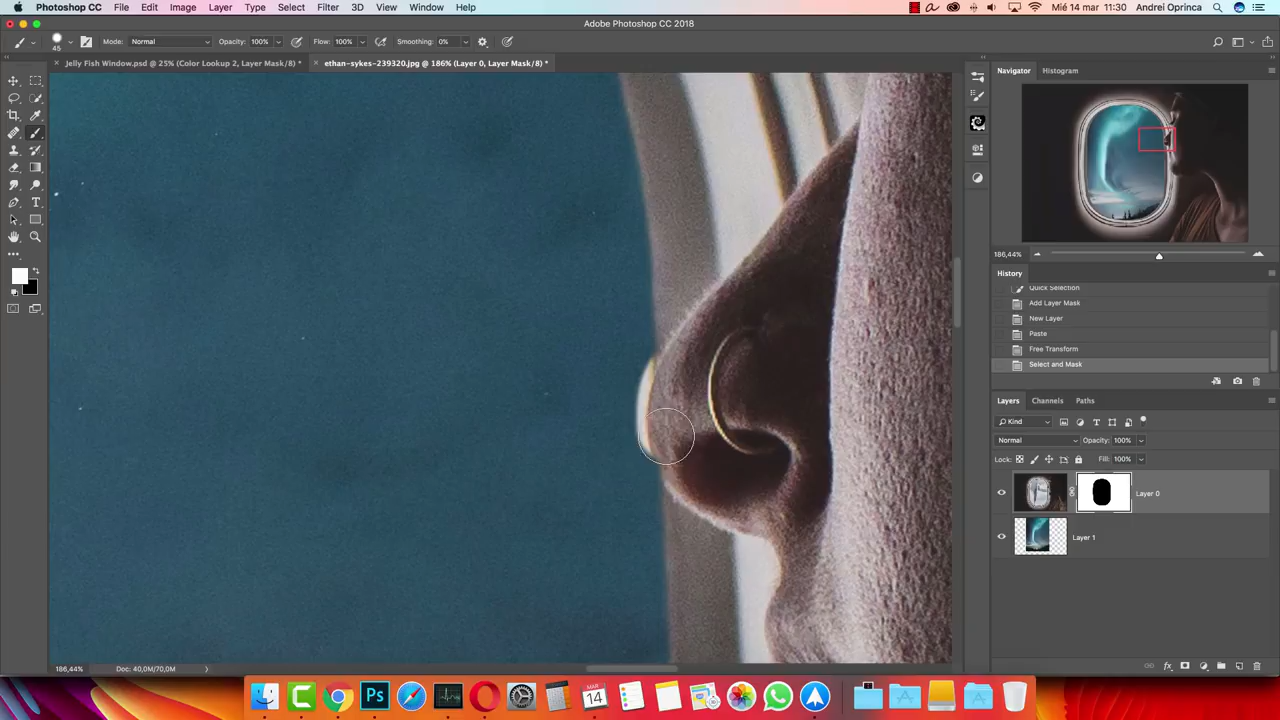 Photoshop CC File Edit Image Layer Type Select Filter 3D View Window Help Mié 14 mar 11:30 Andrei Oprinca
Adobe Photoshop CC 2018
45 Mode: Normal Opacity: 100% Flow: 100% Smoothing: 0%
Jelly Fish Window.psd @ 25% (Color Lookup 2, Layer Mask/8) * ethan-sykes-239320.jpg @ 186% (Layer 0, Layer Mask/8) *
Navigator Histogram
186,44%
History
Quick Selection
Add Layer Mask
New Layer
Paste
Free Transform
Select and Mask
Layers Channels Paths
Kind
Normal Opacity: 100%
Lock: Fill: 100%
Layer 0
Layer 1
186,44% Doc: 40,0M/70,0M
MAR
14
Ps